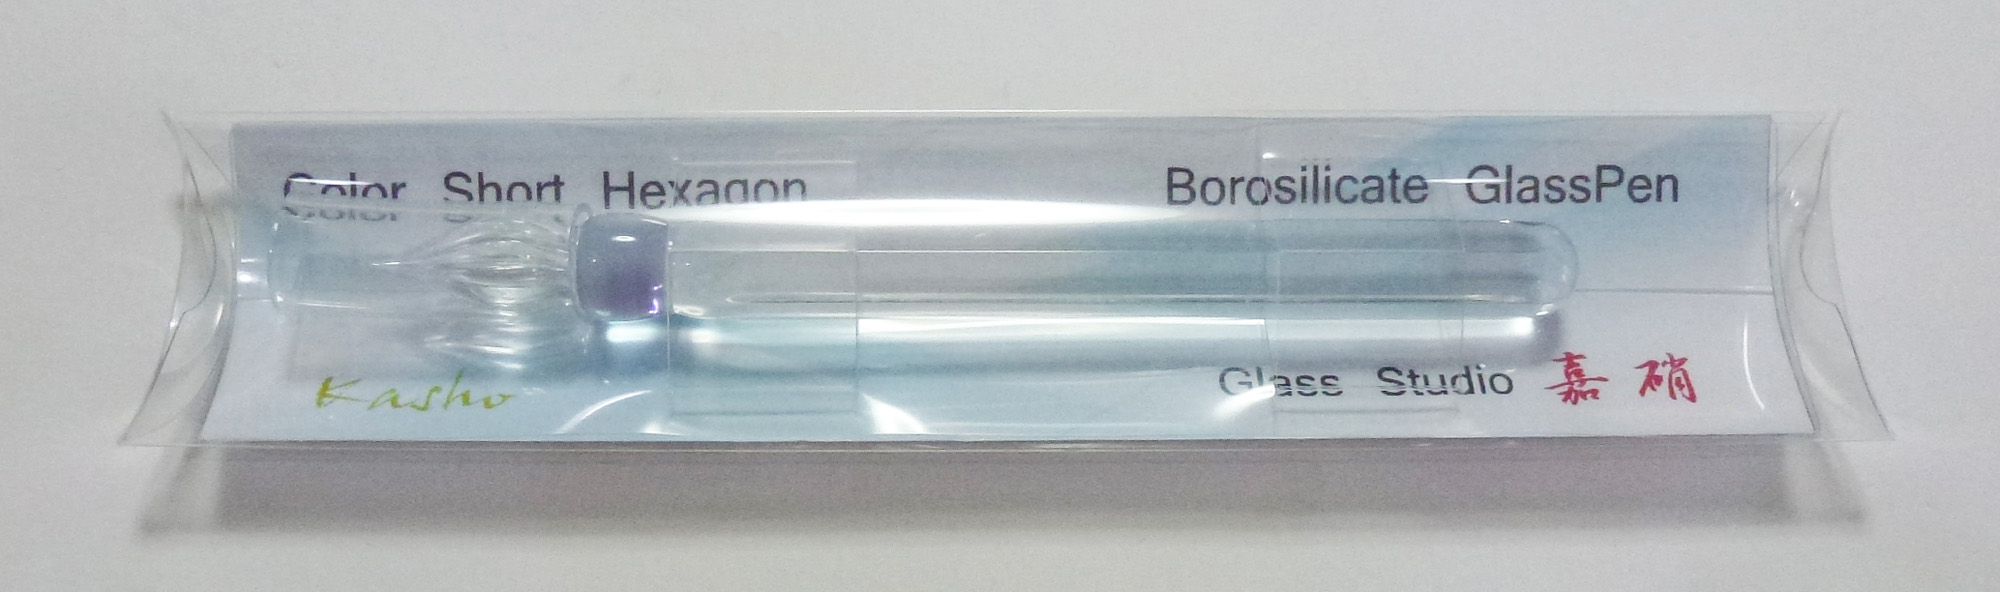 Color Short Hexagon
Borosilicate GlassPen
Kasho
Glass Studio 嘉硝